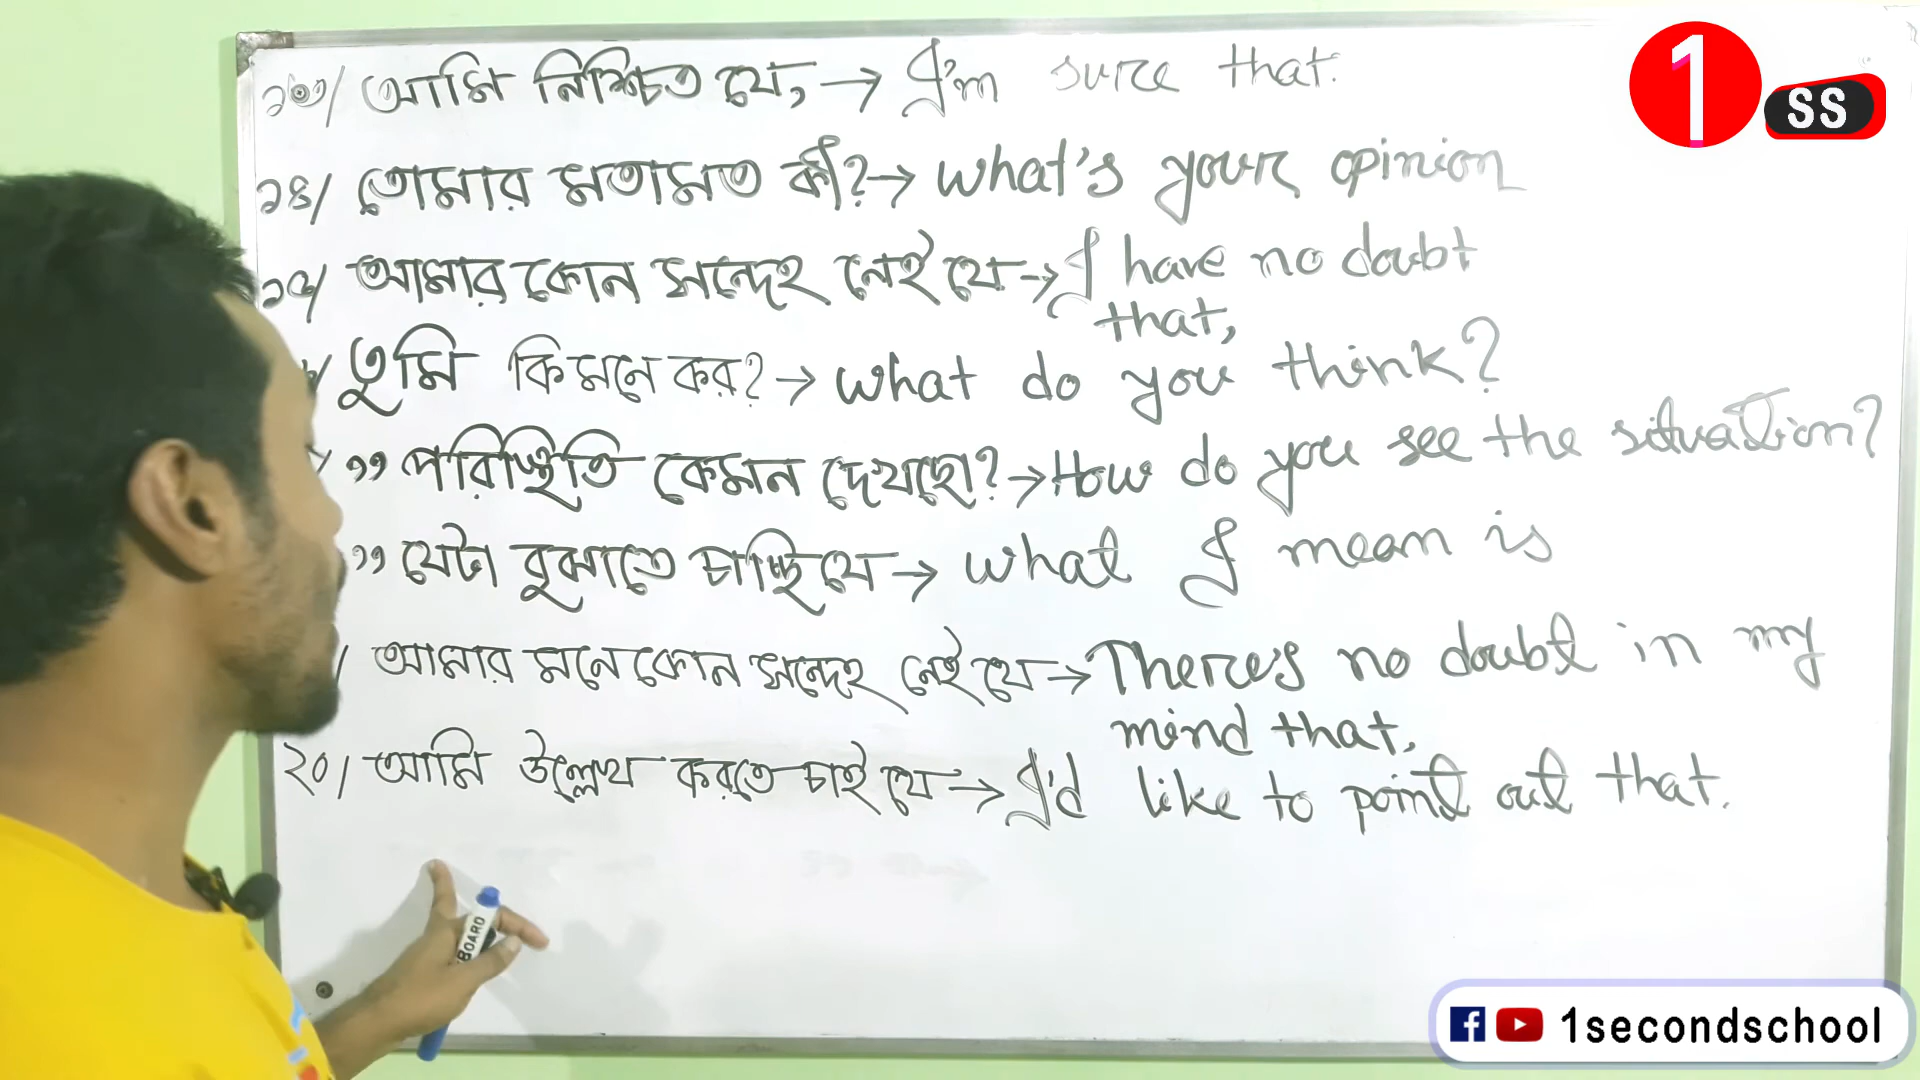 ১৩/ আমি নিশ্চিত যে, → I'm sure that.
১৪/ তোমার মতামত কী? → what's your opinion
১৫/ আমার কোন সন্দেহ নেই যে → I have no doubt
that,
/ তুমি কি মনে কর? → what do you think?
,, পরিস্থিতি কেমন দেখছো? → How do you see the situation?
,, যেটা বুঝাতে চাচ্ছি যে → what I mean is
/ আমার মনে কোন সন্দেহ নেই যে → There's no doubt in my
mind that,
২০/ আমি উল্লেখ করতে চাই যে → I'd like to point out that.
1 SS
BOARD
1secondschool